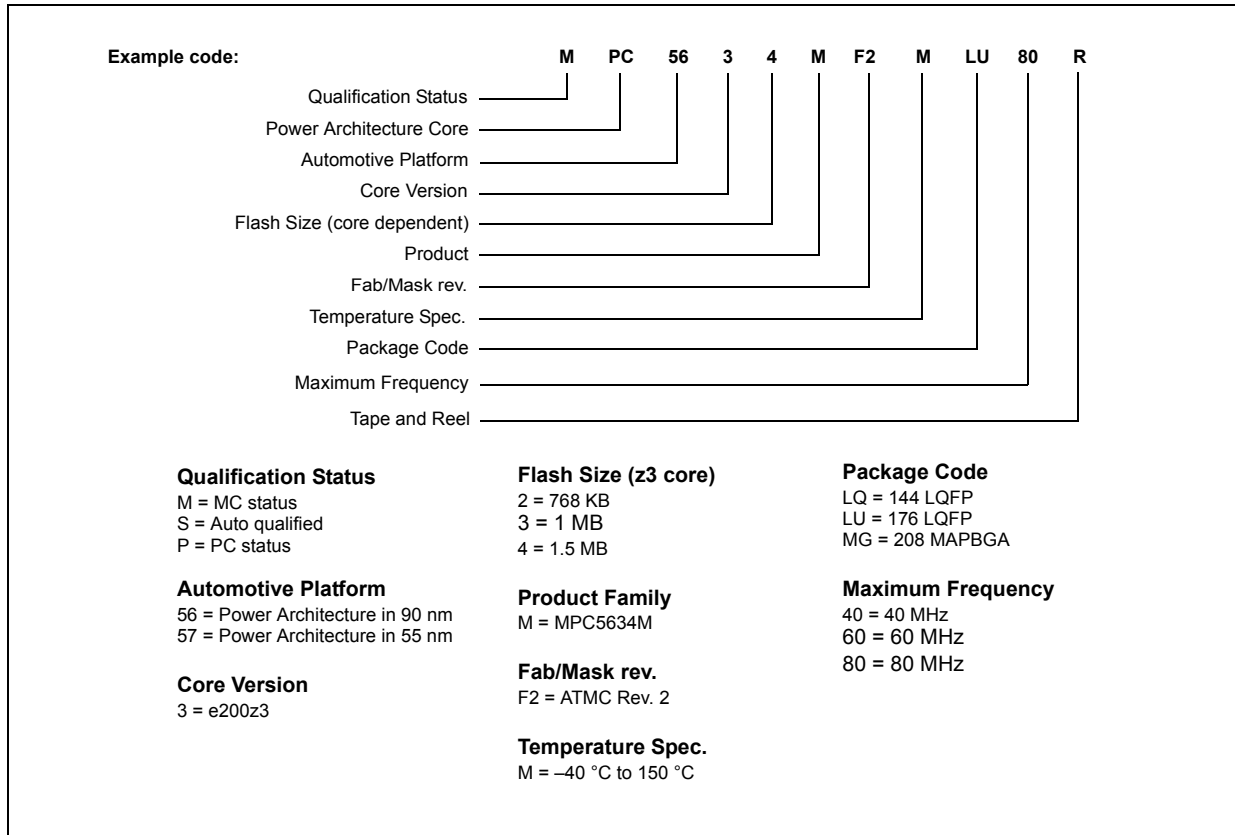 Example code: M PC 56 3 4 M F2 M LU 80 R
Qualification Status
Power Architecture Core
Automotive Platform
Core Version
Flash Size (core dependent)
Product
Fab/Mask rev.
Temperature Spec.
Package Code
Maximum Frequency
Tape and Reel
Qualification Status
M = MC status
S = Auto qualified
P = PC status
Automotive Platform
56 = Power Architecture in 90 nm
57 = Power Architecture in 55 nm
Core Version
3 = e200z3
Flash Size (z3 core)
2 = 768 KB
3 = 1 MB
4 = 1.5 MB
Product Family
M = MPC5634M
Fab/Mask rev.
F2 = ATMC Rev. 2
Temperature Spec.
M = –40 °C to 150 °C
Package Code
LQ = 144 LQFP
LU = 176 LQFP
MG = 208 MAPBGA
Maximum Frequency
40 = 40 MHz
60 = 60 MHz
80 = 80 MHz